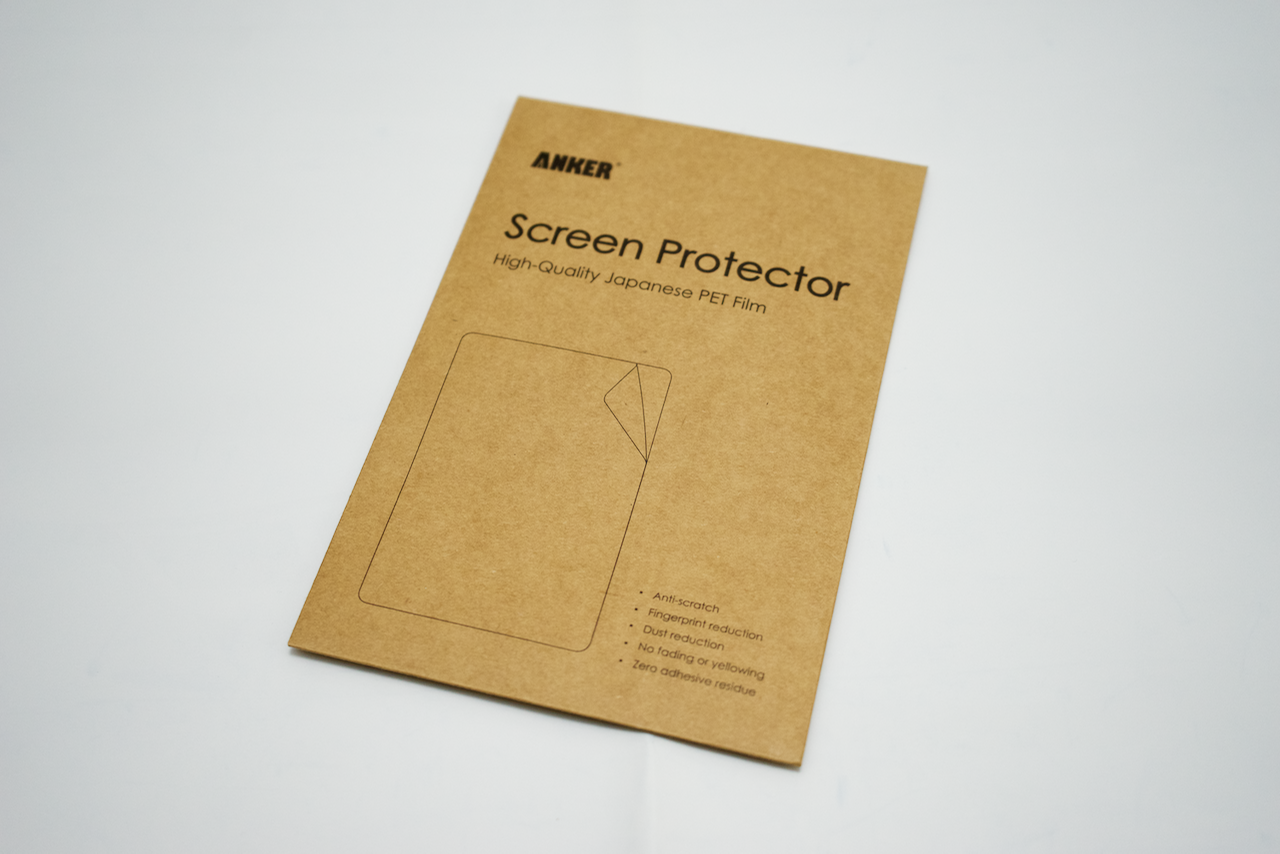 ANKER
Screen Protector
High-Quality Japanese PET Film
• Anti-scratch
• Fingerprint reduction
• Dust reduction
• No fading or yellowing
• Zero adhesive residue